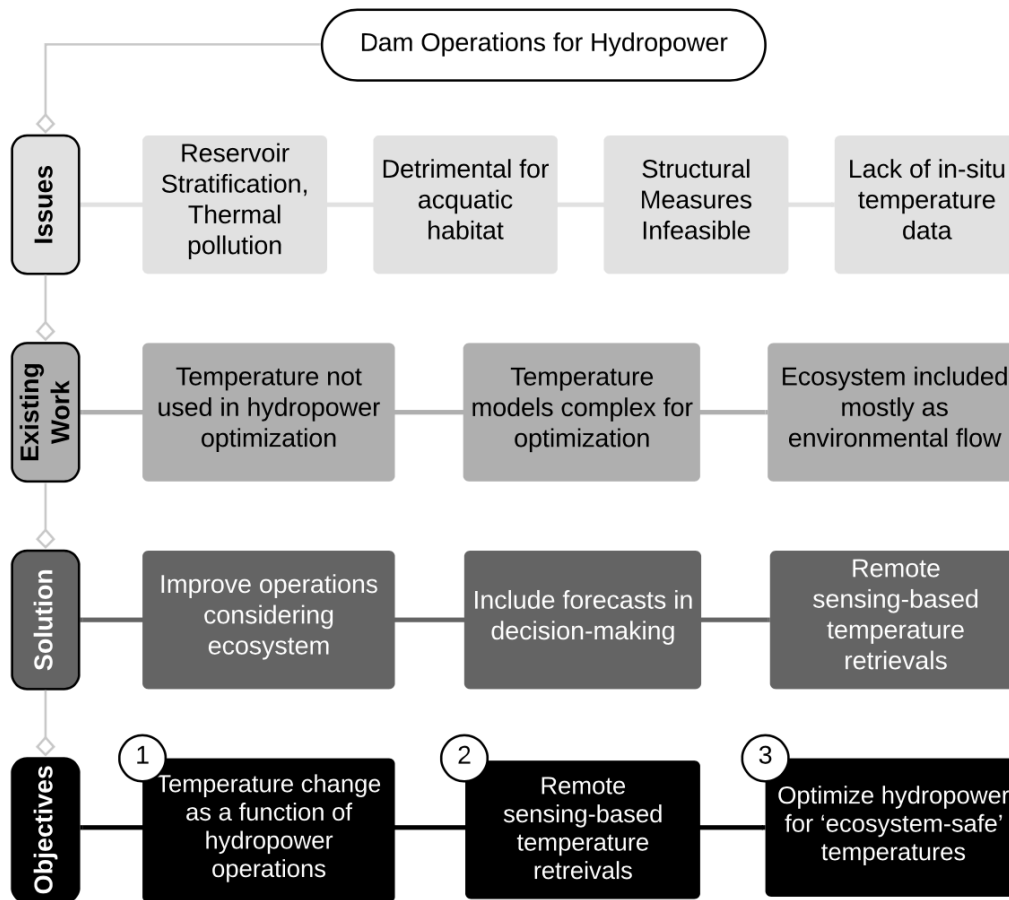 Dam Operations for Hydropower
Issues
Reservoir
Stratification,
Thermal
pollution
Detrimental for
acquatic
habitat
Structural
Measures
Infeasible
Lack of in-situ
temperature
data
Existing
Work
Temperature not
used in hydropower
optimization
Temperature
models complex for
optimization
Ecosystem included
mostly as
environmental flow
Solution
Improve operations
considering
ecosystem
Include forecasts in
decision-making
Remote
sensing-based
temperature
retrievals
Objectives
1
Temperature change
as a function of
hydropower
operations
2
Remote
sensing-based
temperature
retreivals
3
Optimize hydropower
for ‘ecosystem-safe’
temperatures